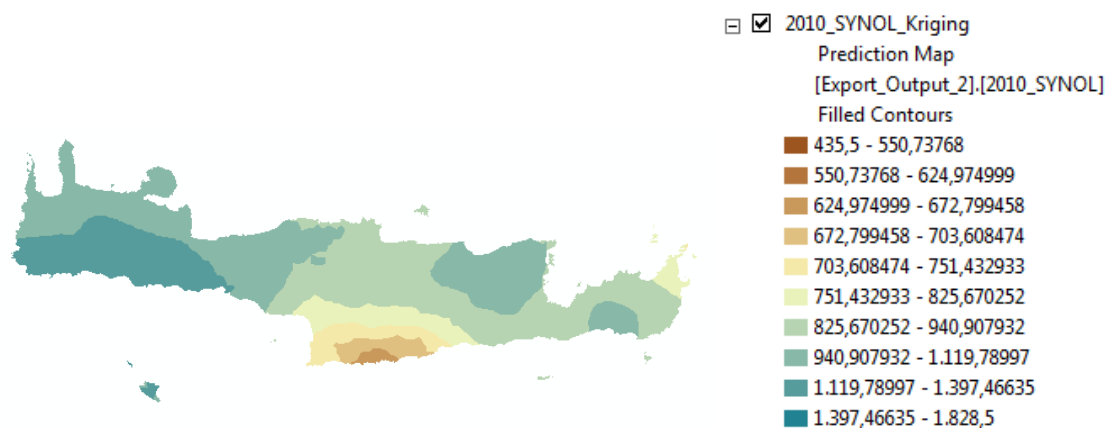 2010_SYNOL_Kriging
Prediction Map
[Export_Output_2].[2010_SYNOL]
Filled Contours
435,5 - 550,73768
550,73768 - 624,974999
624,974999 - 672,799458
672,799458 - 703,608474
703,608474 - 751,432933
751,432933 - 825,670252
825,670252 - 940,907932
940,907932 - 1.119,78997
1.119,78997 - 1.397,46635
1.397,46635 - 1.828,5